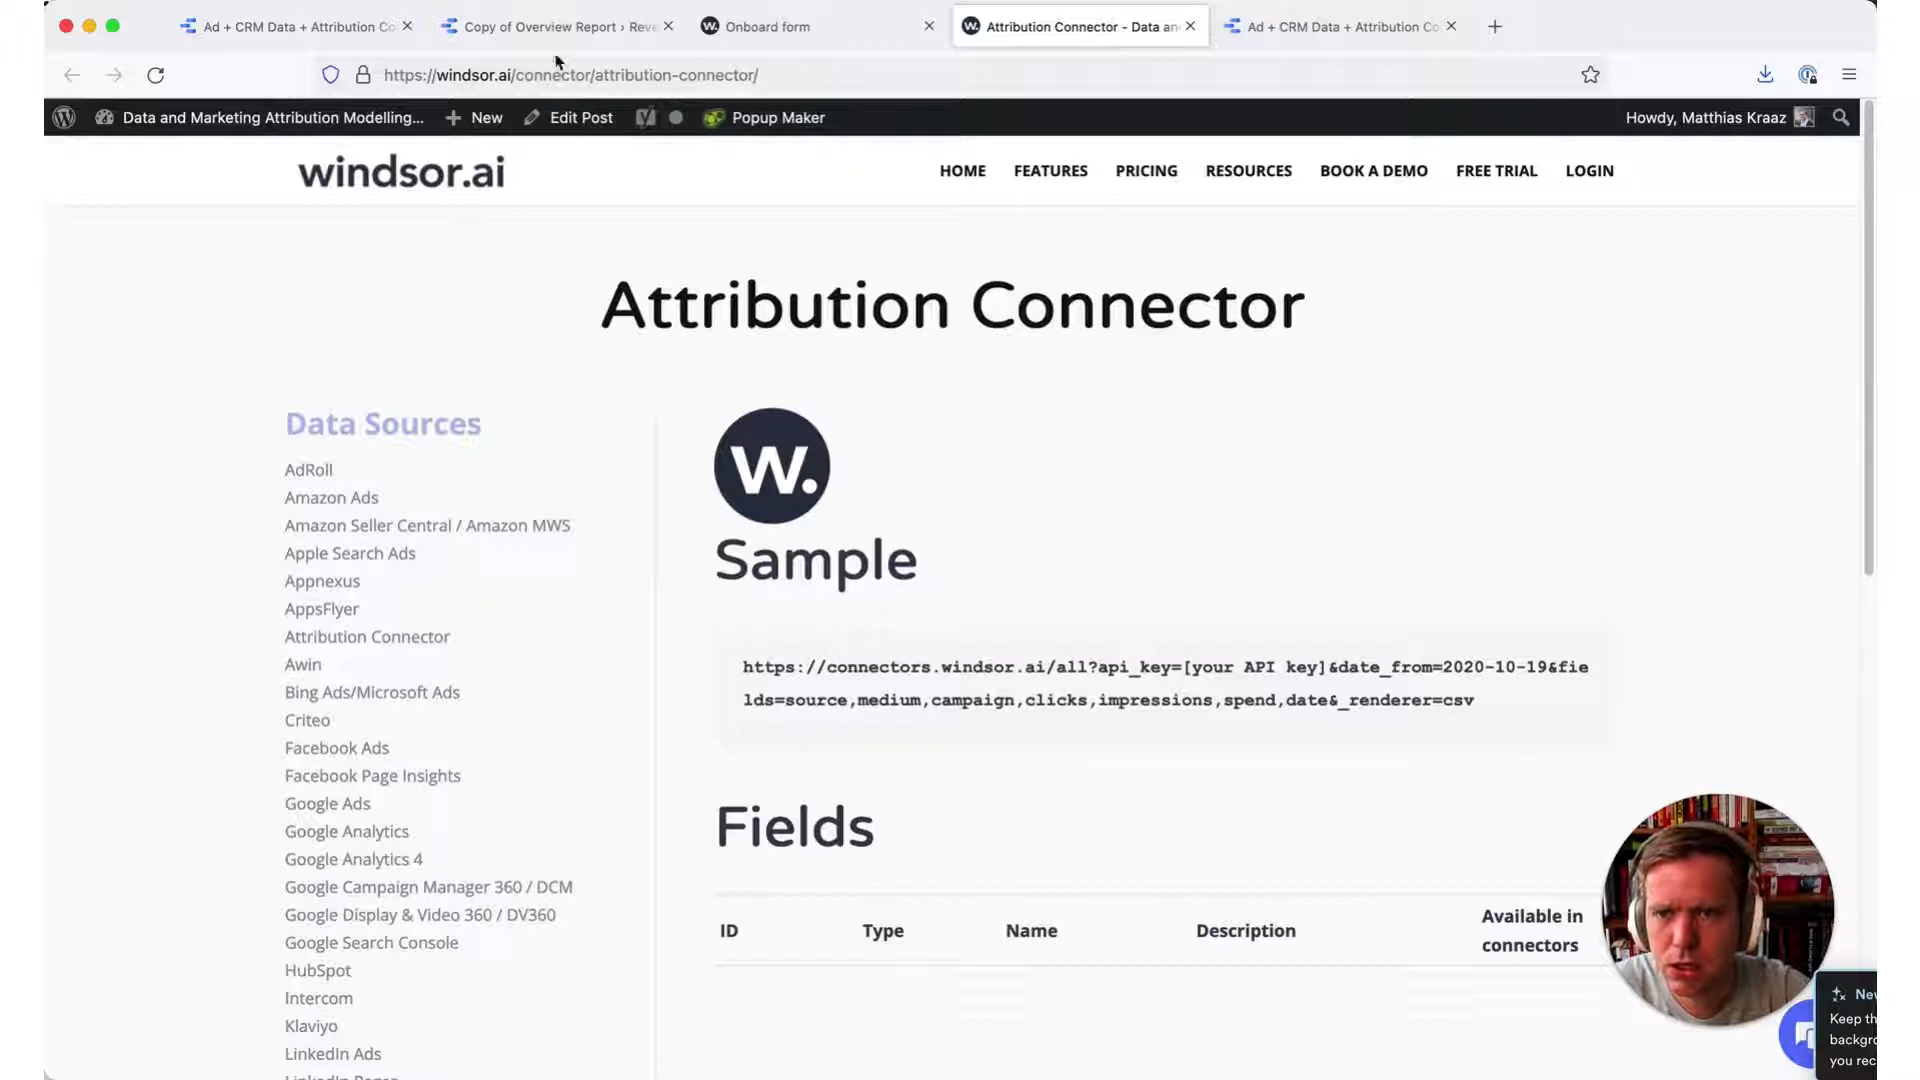 Ad + CRM Data + Attribution Co
Copy of Overview Report › Reve
Onboard form
Attribution Connector - Data an
Ad + CRM Data + Attribution Co
https://windsor.ai/connector/attribution-connector/
Data and Marketing Attribution Modelling...
New
Edit Post
Popup Maker
Howdy, Matthias Kraaz
windsor.ai
HOME
FEATURES
PRICING
RESOURCES
BOOK A DEMO
FREE TRIAL
LOGIN
Attribution Connector
Data Sources
AdRoll
Amazon Ads
Amazon Seller Central / Amazon MWS
Apple Search Ads
Appnexus
AppsFlyer
Attribution Connector
Awin
Bing Ads/Microsoft Ads
Criteo
Facebook Ads
Facebook Page Insights
Google Ads
Google Analytics
Google Analytics 4
Google Campaign Manager 360 / DCM
Google Display & Video 360 / DV360
Google Search Console
HubSpot
Intercom
Klaviyo
LinkedIn Ads
W.
Sample
https://connectors.windsor.ai/all?api_key=[your API key]&date_from=2020-10-19&fie
lds=source,medium,campaign,clicks,impressions,spend,date&_renderer=csv
Fields
ID
Type
Name
Description
Available in
connectors
New
Keep th
backgro
you rec